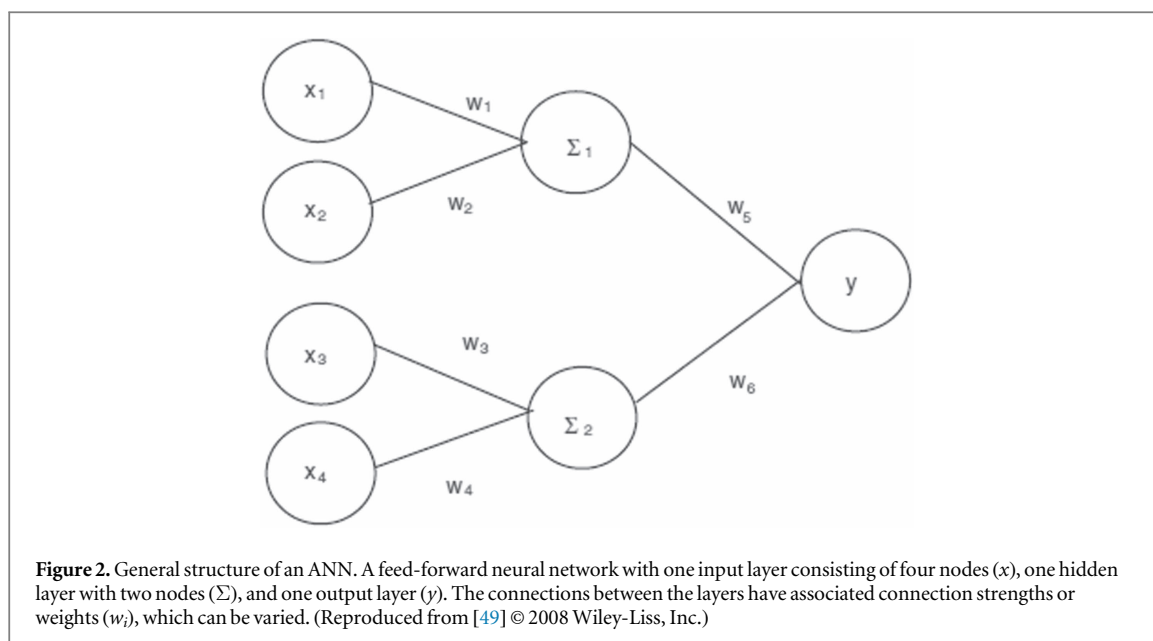 x1
w1
Σ1
x2
w2
w5
y
x3
w3
w6
Σ2
x4
w4
Figure 2. General structure of an ANN. A feed-forward neural network with one input layer consisting of four nodes (x), one hidden
layer with two nodes (Σ), and one output layer (y). The connections between the layers have associated connection strengths or
weights (wi), which can be varied. (Reproduced from [49] © 2008 Wiley-Liss, Inc.)